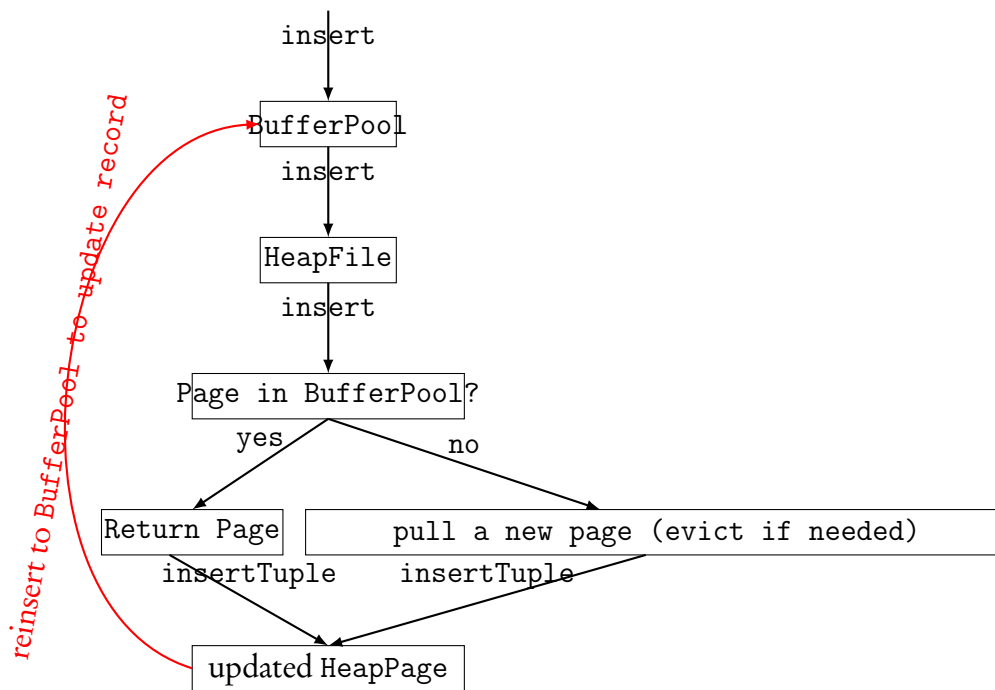 insert
BufferPool
insert
HeapFile
insert
Page in BufferPool?
yes
no
Return Page
pull a new page (evict if needed)
insertTuple
insertTuple
updated HeapPage
reinsert to BufferPool to update record